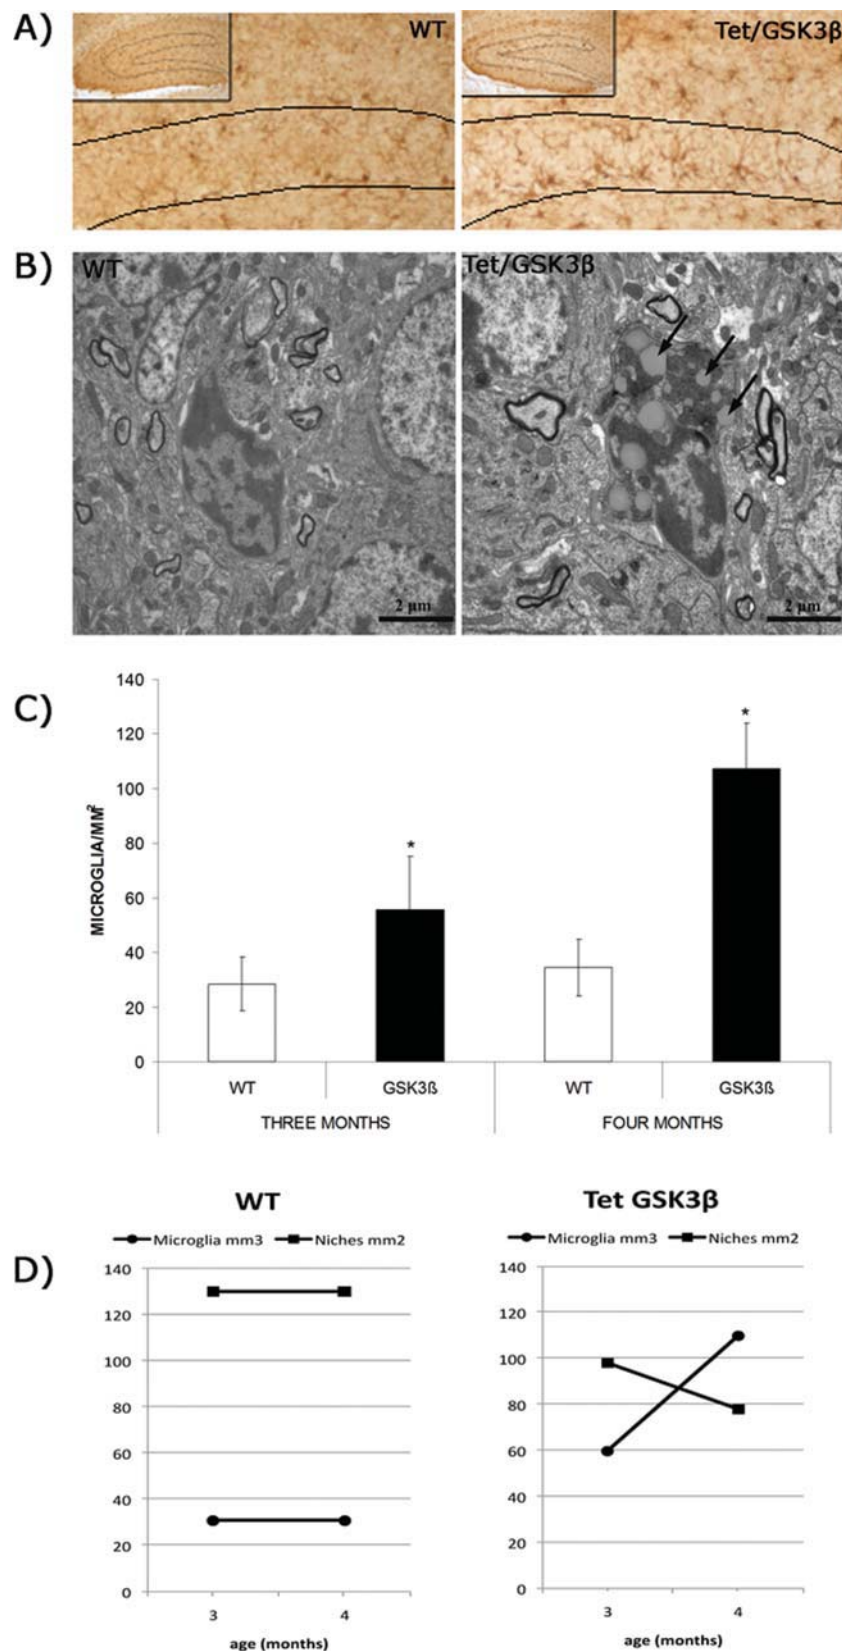 A)
WT
Tet/GSK3β
B)
WT
Tet/GSK3β
2 µm
2 µm
C)
MICROGLIA/MM²
140
120
100
80
60
40
20
0
*
*
WT
GSK3ß
WT
GSK3ß
THREE MONTHS
FOUR MONTHS
D)
WT
Microglia mm3
Niches mm2
140
120
100
80
60
40
20
0
3
4
age (months)
Tet GSK3β
Microglia mm3
Niches mm2
140
120
100
80
60
40
20
0
3
4
age (months)